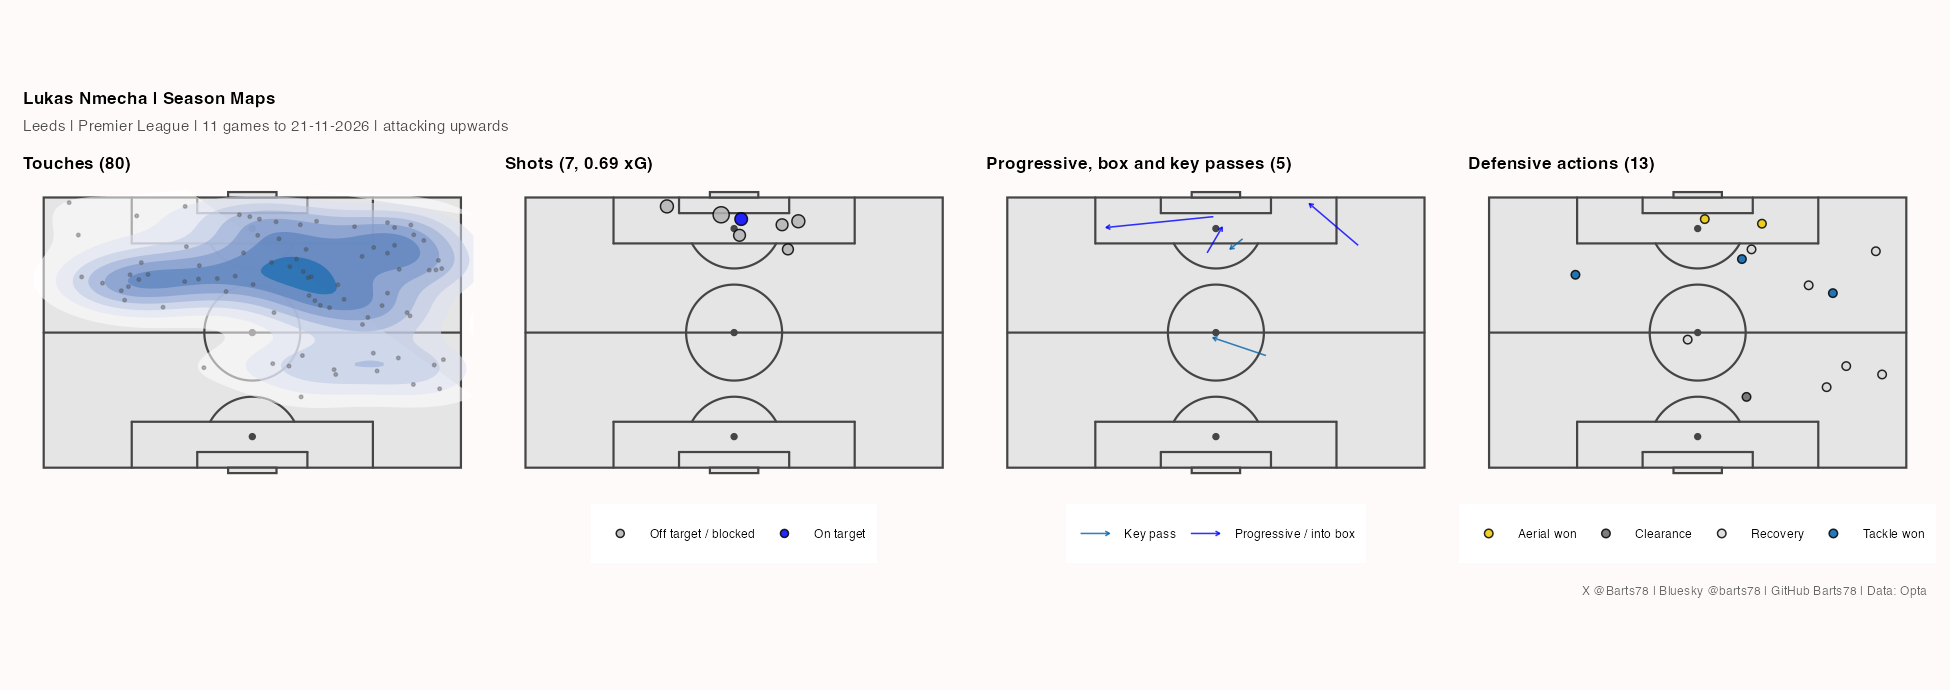 Lukas Nmecha | Season Maps
Leeds | Premier League | 11 games to 21-11-2026 | attacking upwards
Touches (80)
Shots (7, 0.69 xG)
Progressive, box and key passes (5)
Defensive actions (13)
Off target / blocked
On target
Key pass
Progressive / into box
Aerial won
Clearance
Recovery
Tackle won
X @Barts78 | Bluesky @barts78 | GitHub Barts78 | Data: Opta